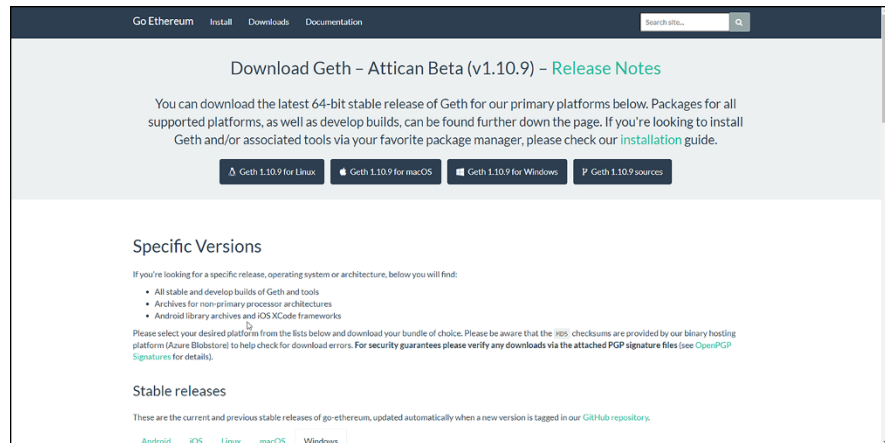 Go Ethereum Install Downloads Documentation Search site...
Download Geth – Attican Beta (v1.10.9) – Release Notes
You can download the latest 64-bit stable release of Geth for our primary platforms below. Packages for all
supported platforms, as well as develop builds, can be found further down the page. If you're looking to install
Geth and/or associated tools via your favorite package manager, please check our installation guide.
Geth 1.10.9 for Linux Geth 1.10.9 for macOS Geth 1.10.9 for Windows Geth 1.10.9 sources
Specific Versions
If you're looking for a specific release, operating system or architecture, below you will find:
• All stable and develop builds of Geth and tools
• Archives for non-primary processor architectures
• Android library archives and iOS XCode frameworks
Please select your desired platform from the lists below and download your bundle of choice. Please be aware that the MD5 checksums are provided by our binary hosting
platform (Azure Blobstore) to help check for download errors. For security guarantees please verify any downloads via the attached PGP signature files (see OpenPGP
Signatures for details).
Stable releases
These are the current and previous stable releases of go-ethereum, updated automatically when a new version is tagged in our GitHub repository.
Android iOS Linux macOS Windows